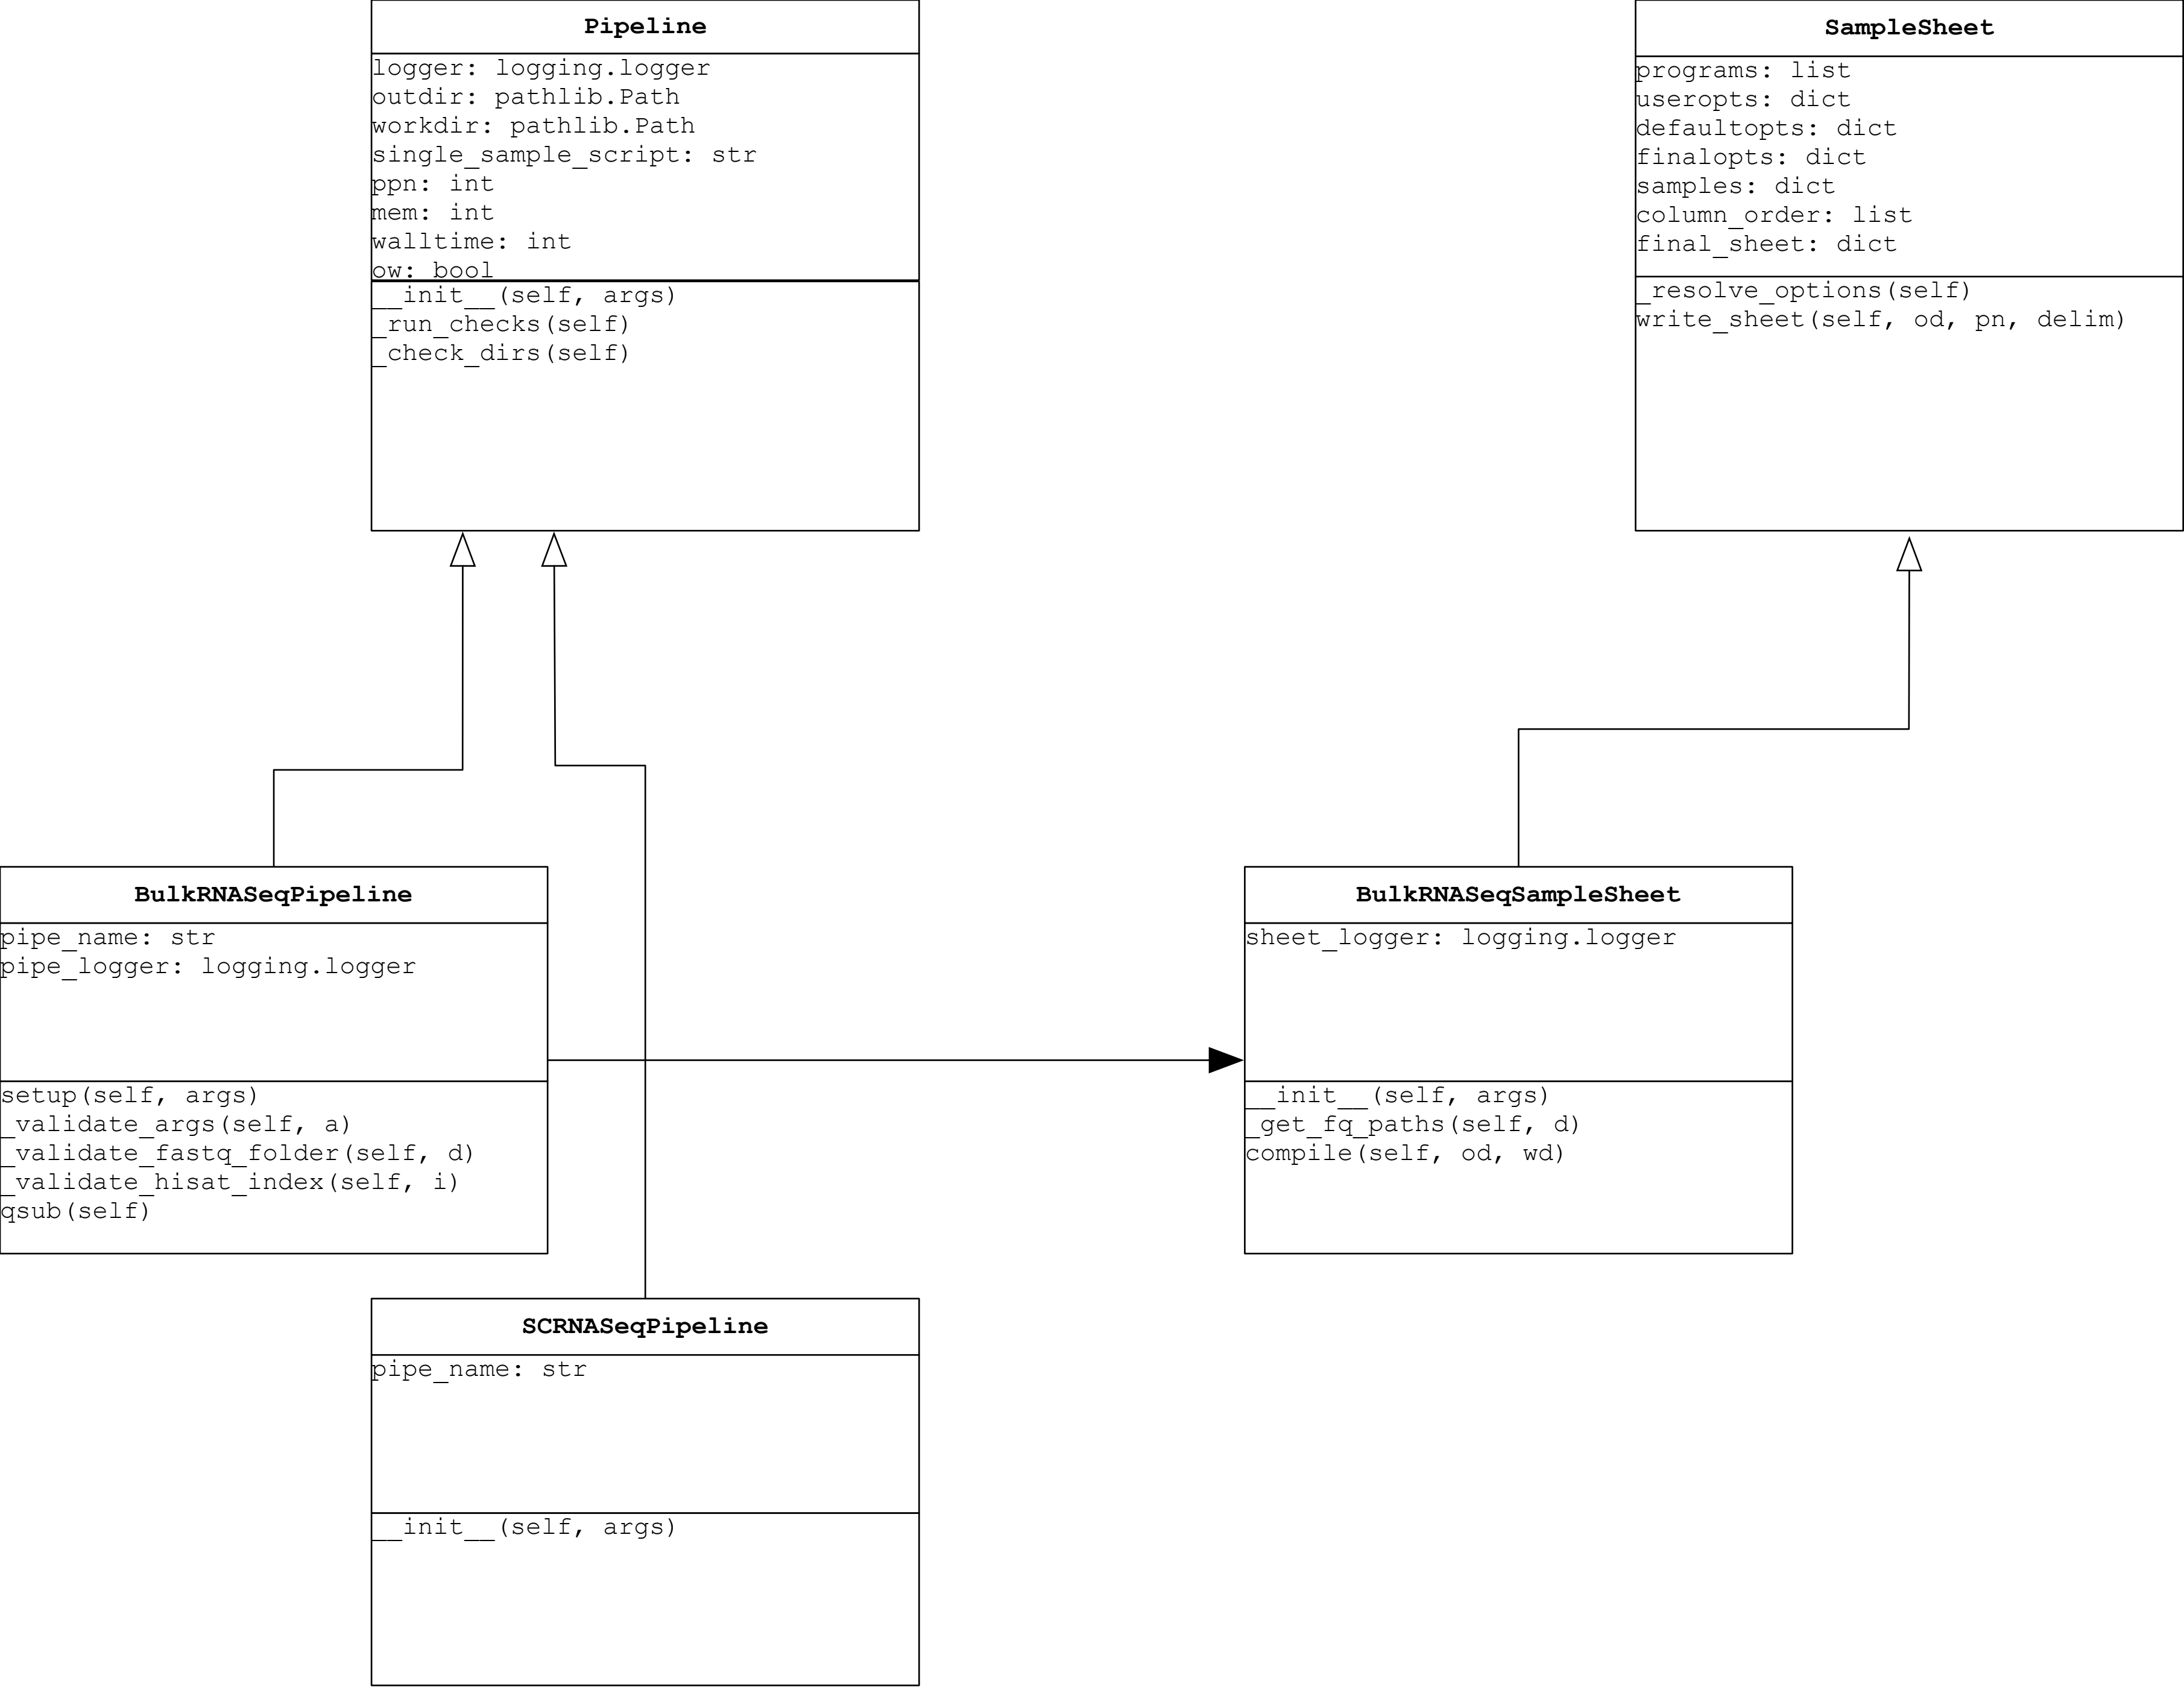 Pipeline
logger: logging.logger
outdir: pathlib.Path
workdir: pathlib.Path
single_sample_script: str
ppn: int
mem: int
walltime: int
ow: bool
__init__(self, args)
_run_checks(self)
_check_dirs(self)
SampleSheet
programs: list
useropts: dict
defaultopts: dict
finalopts: dict
samples: dict
column_order: list
final_sheet: dict
_resolve_options(self)
write_sheet(self, od, pn, delim)
BulkRNASeqPipeline
pipe_name: str
pipe_logger: logging.logger
setup(self, args)
_validate_args(self, a)
_validate_fastq_folder(self, d)
_validate_hisat_index(self, i)
qsub(self)
BulkRNASeqSampleSheet
sheet_logger: logging.logger
__init__(self, args)
_get_fq_paths(self, d)
compile(self, od, wd)
SCRNASeqPipeline
pipe_name: str
__init__(self, args)